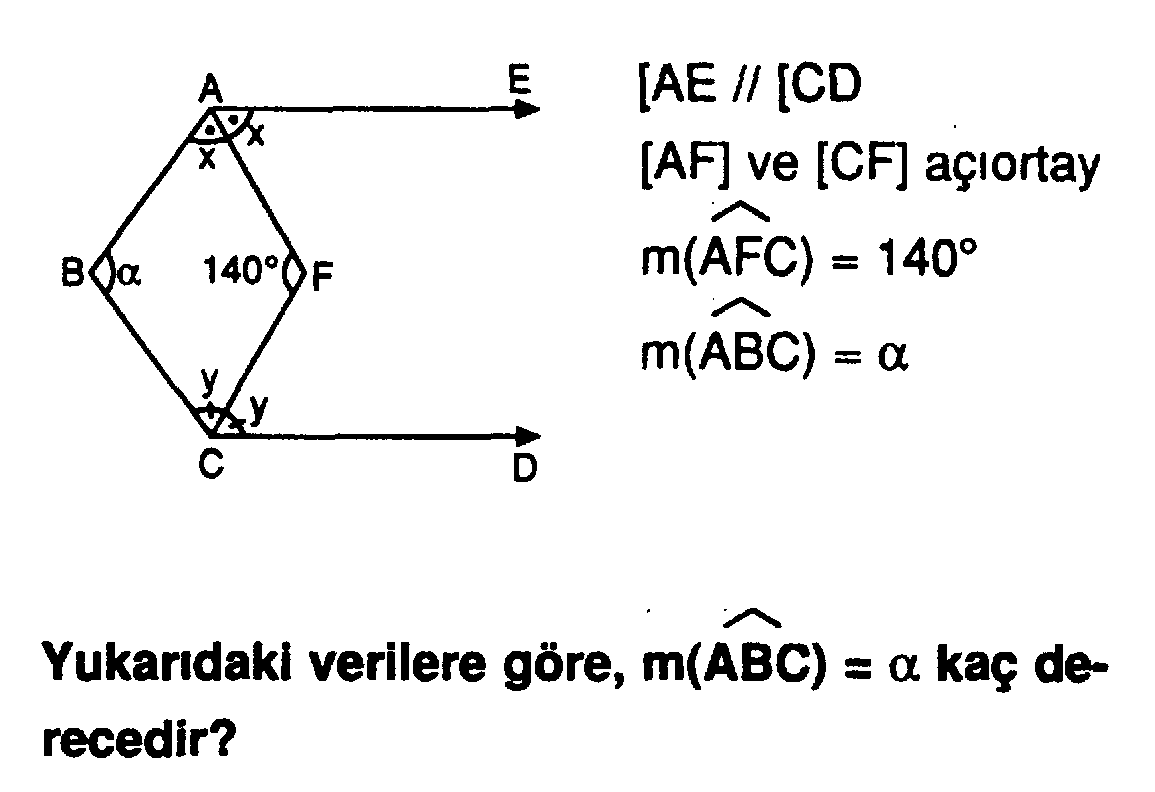 A
E
x
x
B
α
140°
F
y
y
C
D
[AE // [CD
[AF] ve [CF] açıortay
m(AFC) = 140°
m(ABC) = α
Yukarıdaki verilere göre, m(ABC) = α kaç de-
recedir?